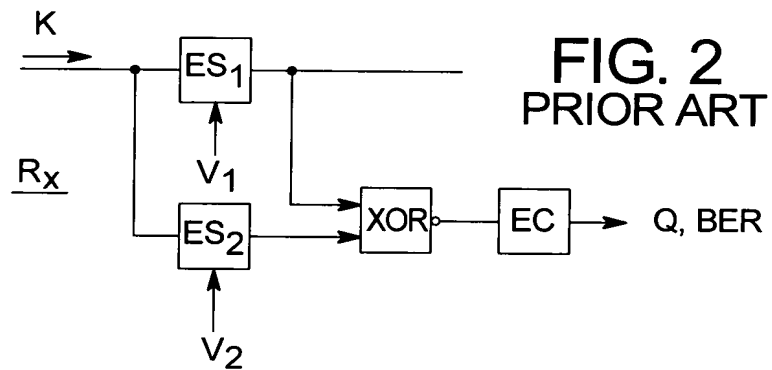 K
ES1
FIG. 2
PRIOR ART
V1
Rx
ES2
XOR
EC
Q, BER
V2